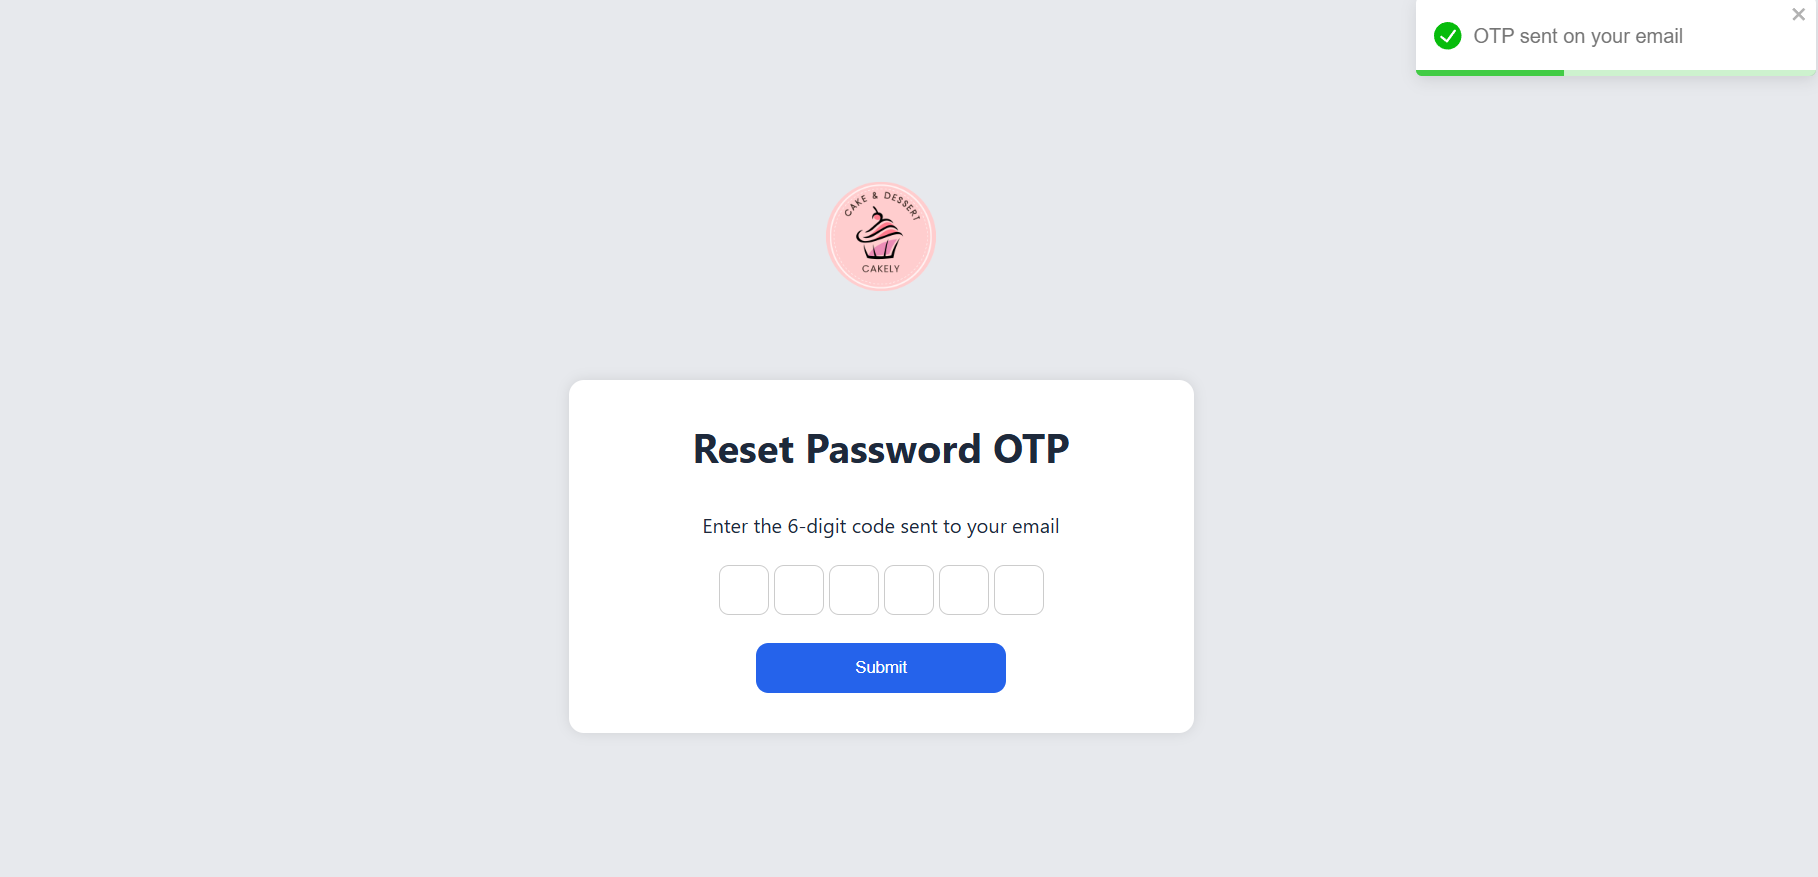 OTP sent on your email
CAKE & DESSERT
CAKELY
Reset Password OTP
Enter the 6-digit code sent to your email
Submit